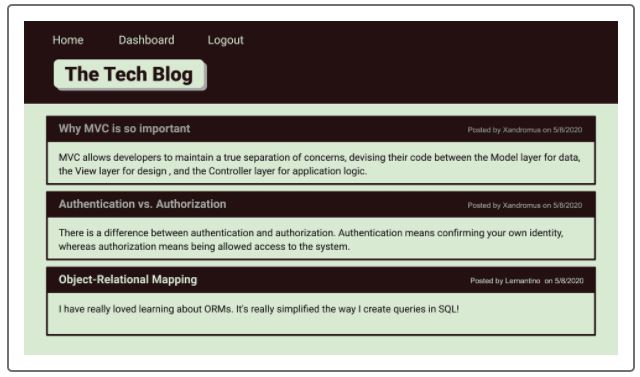 Home Dashboard Logout
The Tech Blog
Why MVC is so important Posted by Xandromus on 5/8/2020
MVC allows developers to maintain a true separation of concerns, devising their code between the Model layer for data,
the View layer for design , and the Controller layer for application logic.
Authentication vs. Authorization Posted by Xandromus on 5/8/2020
There is a difference between authentication and authorization. Authentication means confirming your own identity,
whereas authorization means being allowed access to the system.
Object-Relational Mapping Posted by Lernantino on 5/8/2020
I have really loved learning about ORMs. It's really simplified the way I create queries in SQL!